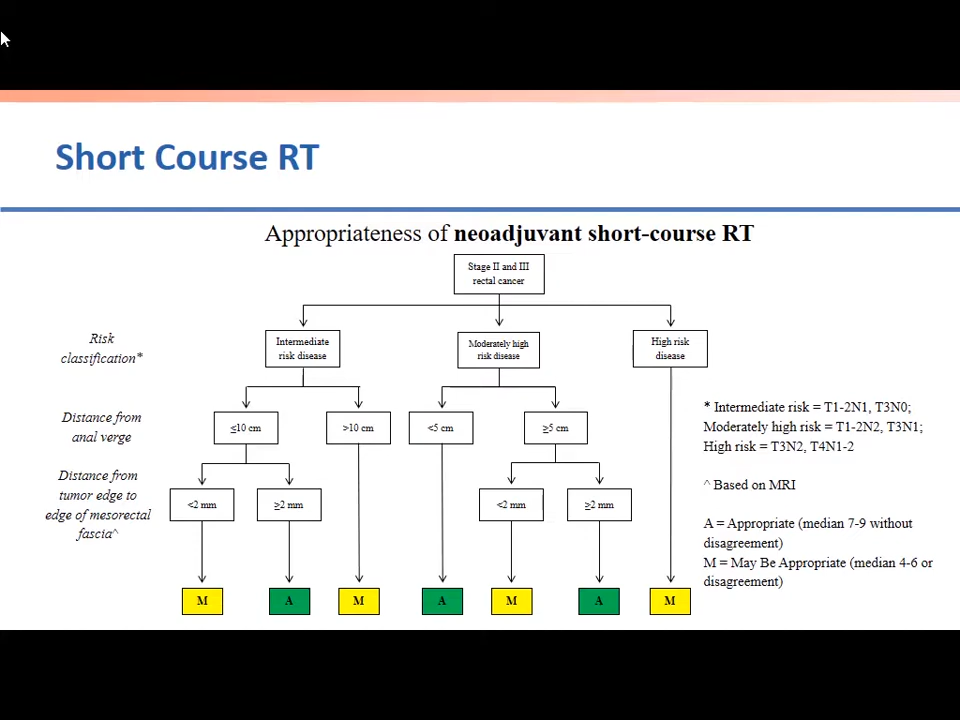 Short Course RT
Appropriateness of neoadjuvant short-course RT
Stage II and III
rectal cancer
Risk
classification*
Intermediate
risk disease
Moderately high
risk disease
High risk
disease
Distance from
anal verge
≤10 cm
>10 cm
<5 cm
≥5 cm
Distance from
tumor edge to
edge of mesorectal
fascia^
<2 mm
≥2 mm
<2 mm
≥2 mm
M
A
M
A
M
A
M
* Intermediate risk = T1-2N1, T3N0;
Moderately high risk = T1-2N2, T3N1;
High risk = T3N2, T4N1-2
^ Based on MRI
A = Appropriate (median 7-9 without
disagreement)
M = May Be Appropriate (median 4-6 or
disagreement)